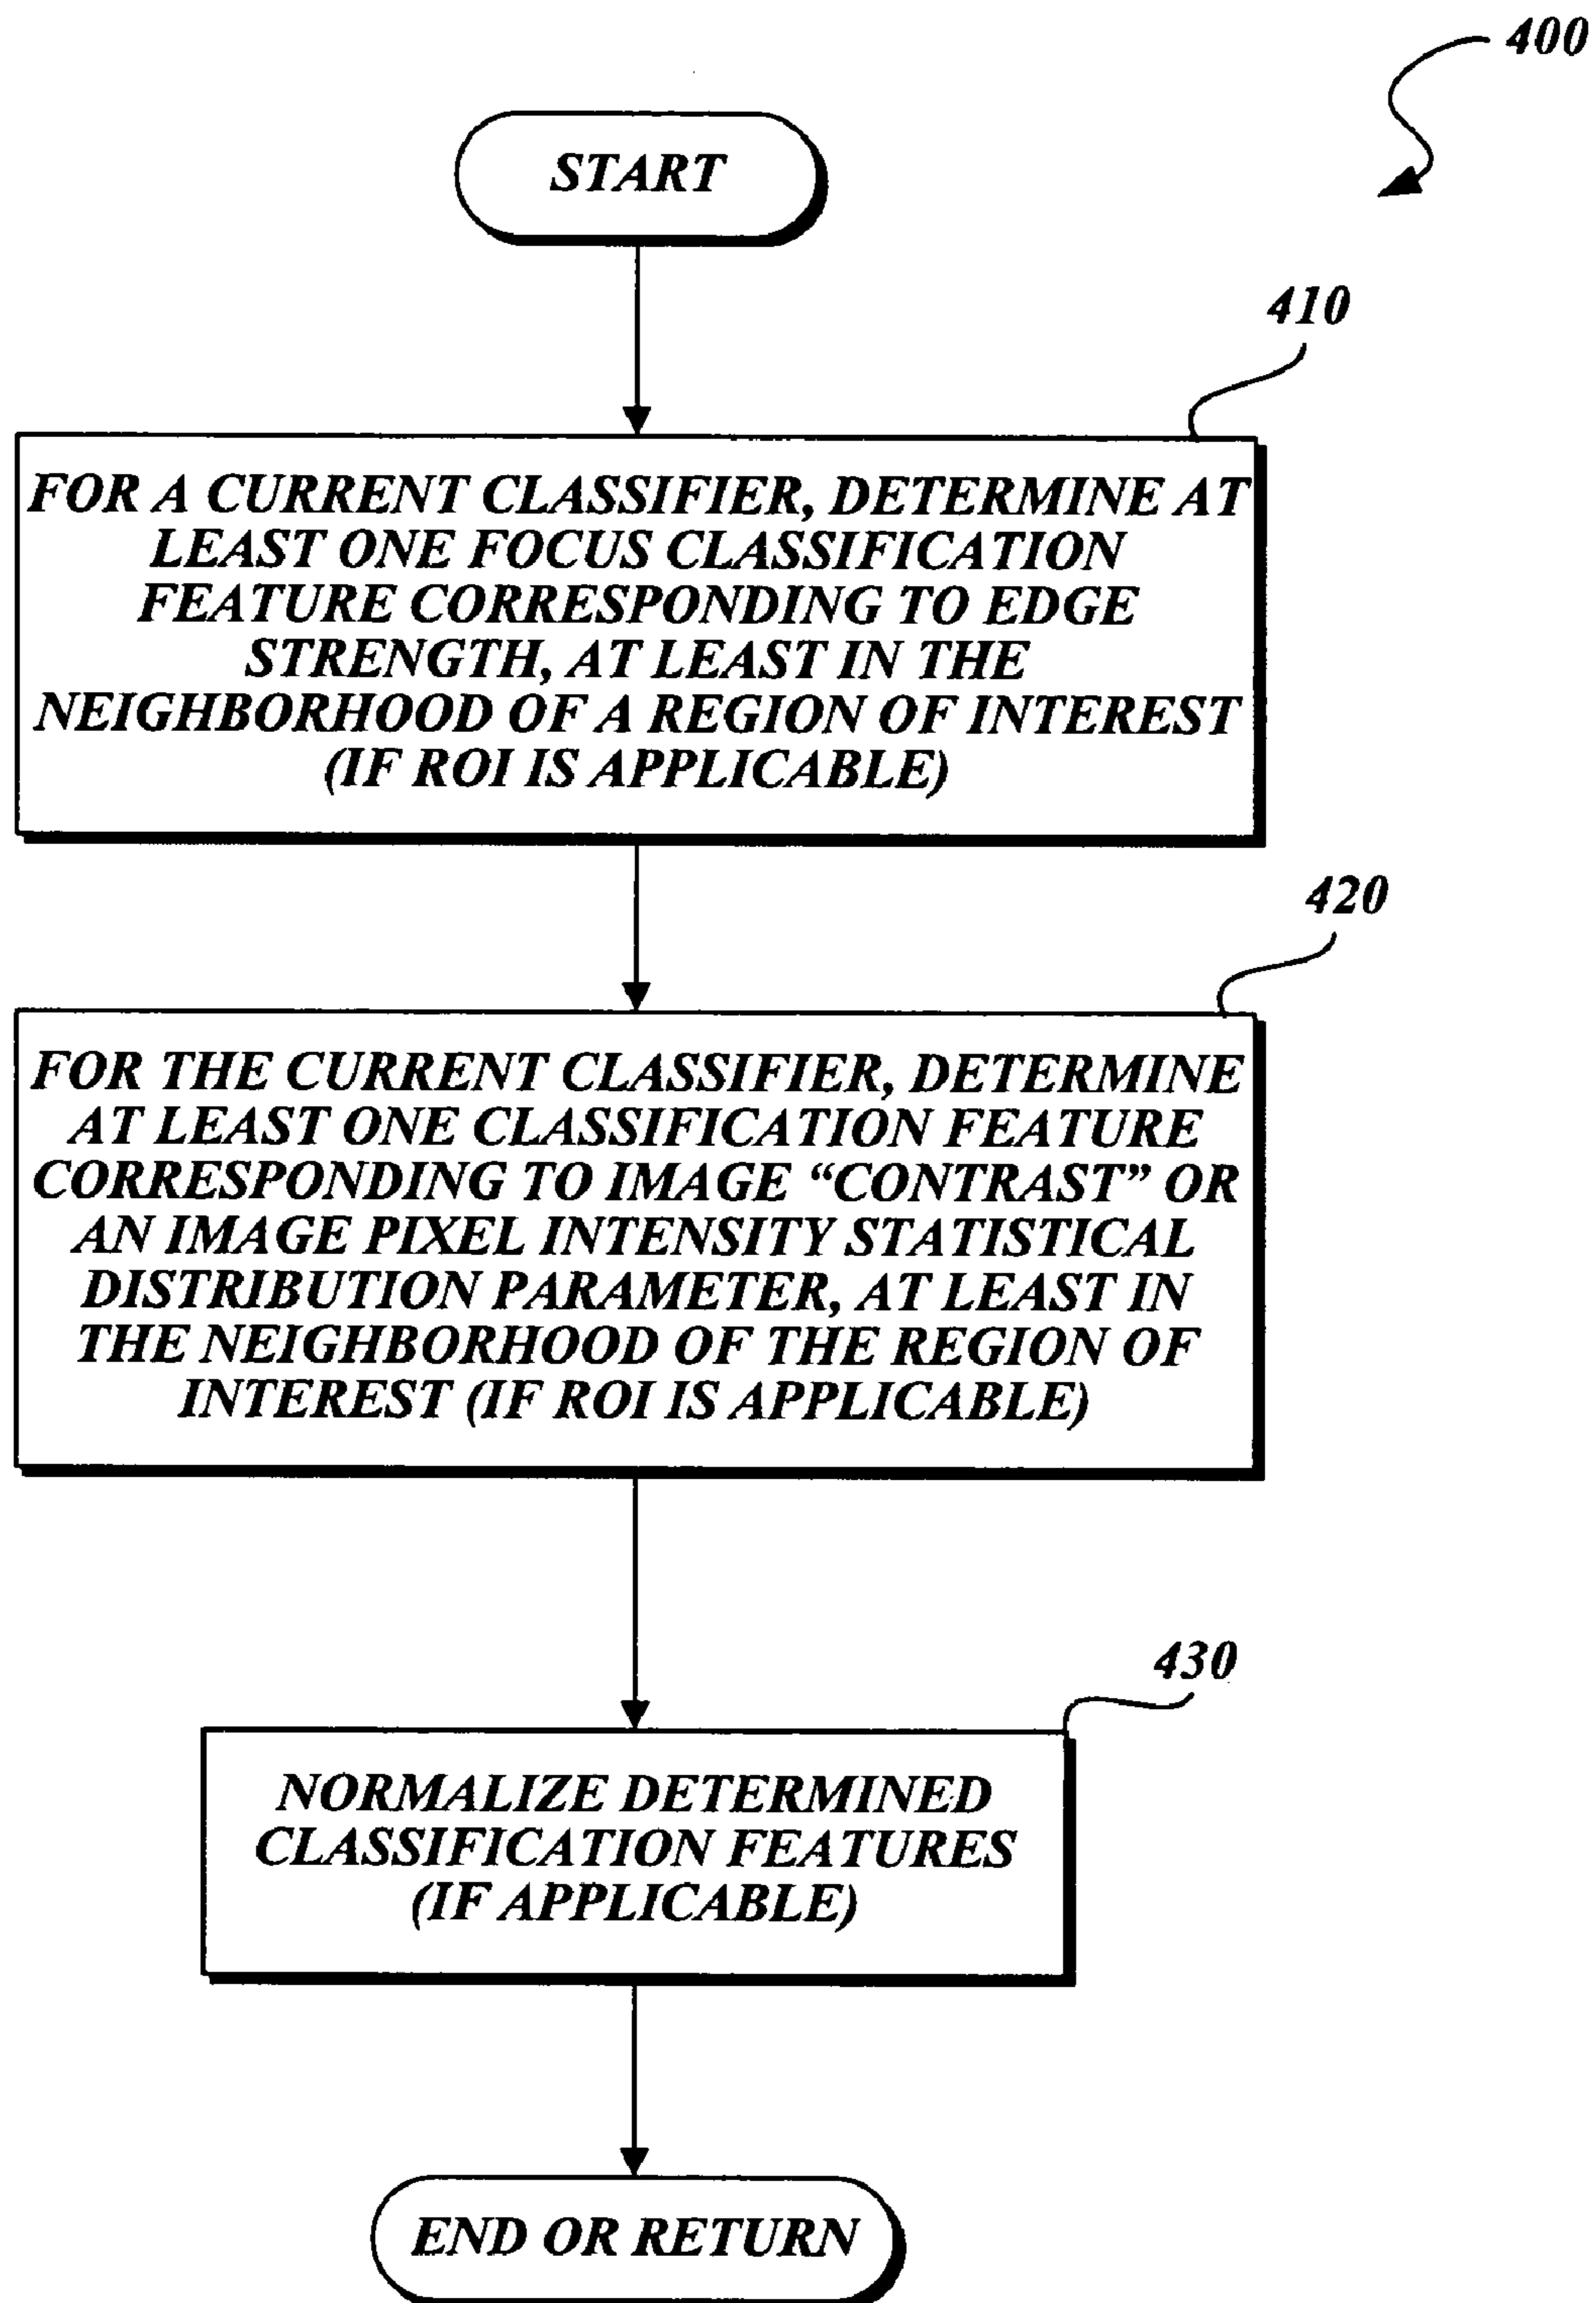 400
START
410
FOR A CURRENT CLASSIFIER, DETERMINE AT
LEAST ONE FOCUS CLASSIFICATION
FEATURE CORRESPONDING TO EDGE
STRENGTH, AT LEAST IN THE
NEIGHBORHOOD OF A REGION OF INTEREST
(IF ROI IS APPLICABLE)
420
FOR THE CURRENT CLASSIFIER, DETERMINE
AT LEAST ONE CLASSIFICATION FEATURE
CORRESPONDING TO IMAGE “CONTRAST” OR
AN IMAGE PIXEL INTENSITY STATISTICAL
DISTRIBUTION PARAMETER, AT LEAST IN
THE NEIGHBORHOOD OF THE REGION OF
INTEREST (IF ROI IS APPLICABLE)
430
NORMALIZE DETERMINED
CLASSIFICATION FEATURES
(IF APPLICABLE)
END OR RETURN